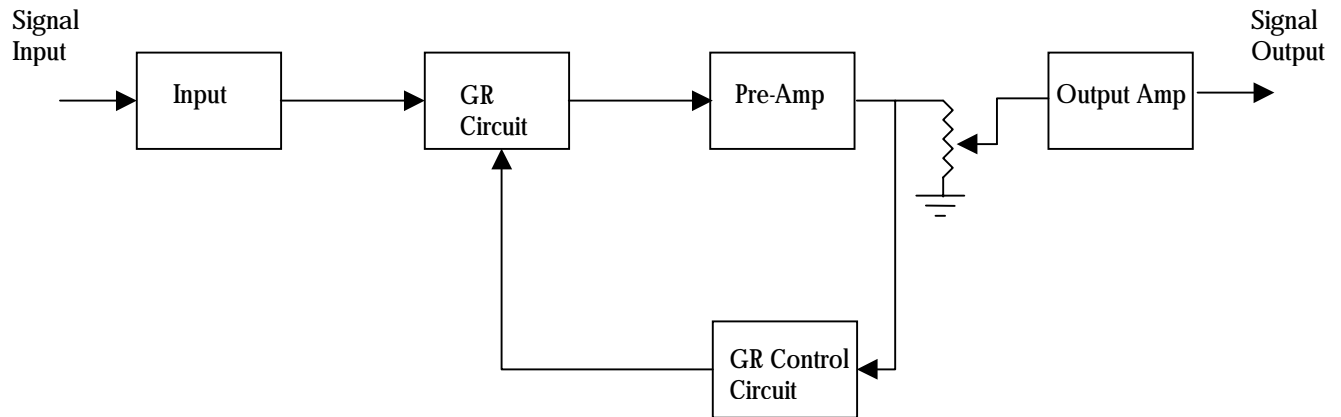 Signal
Input
Input
GR
Circuit
Pre-Amp
Output Amp
Signal
Output
GR Control
Circuit